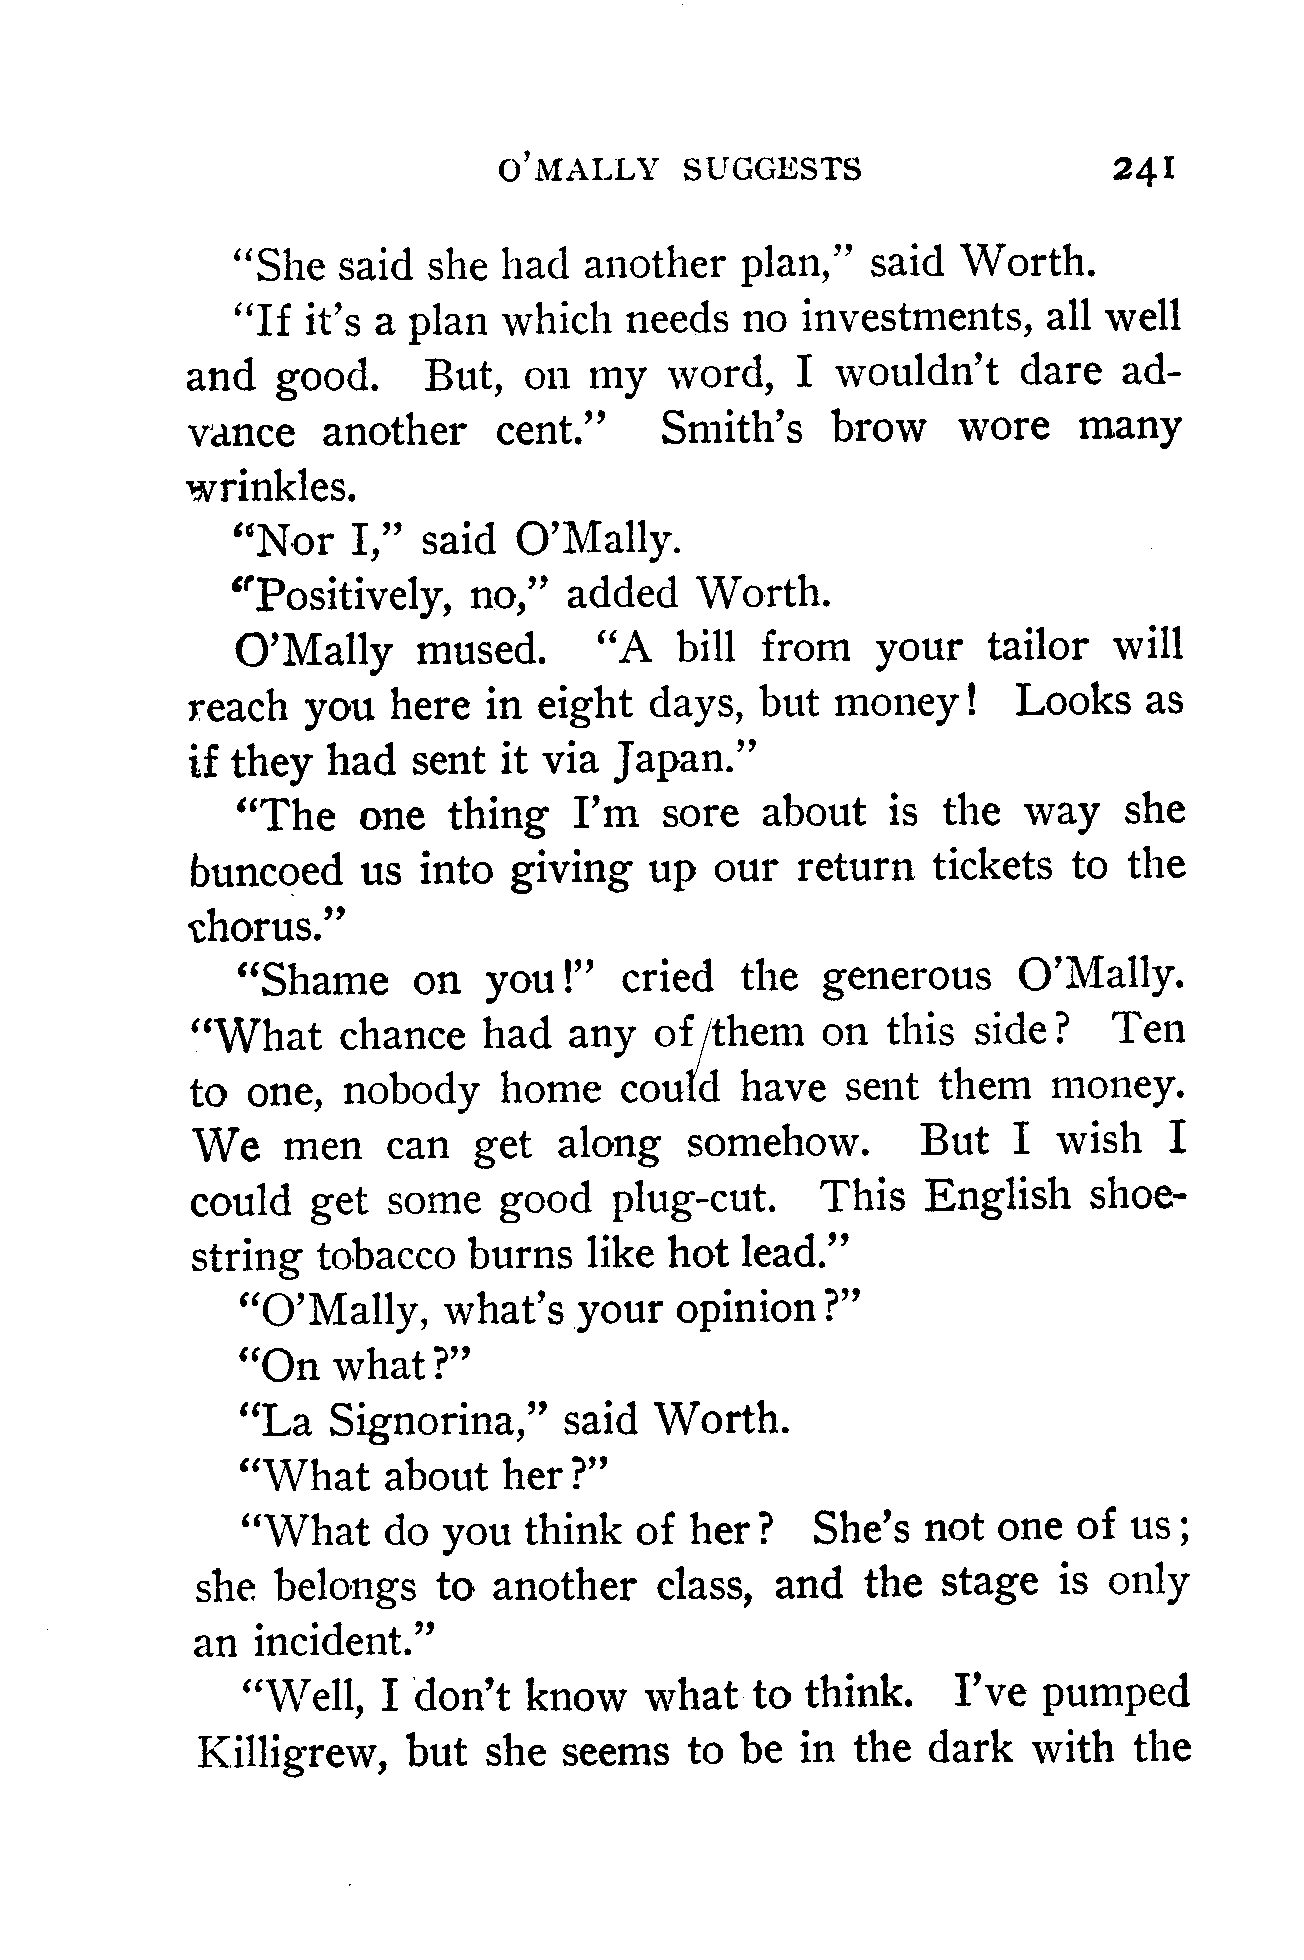 O'MALLY SUGGESTS 241
"She said she had another plan," said Worth.
"If it's a plan which needs no investments, all well
and good. But, on my word, I wouldn't dare ad-
vance another cent." Smith's brow wore many
wrinkles.
"Nor I," said O'Mally.
"Positively, no," added Worth.
O'Mally mused. "A bill from your tailor will
reach you here in eight days, but money! Looks as
if they had sent it via Japan."
"The one thing I'm sore about is the way she
buncoed us into giving up our return tickets to the
chorus."
"Shame on you!" cried the generous O'Mally.
"What chance had any of them on this side? Ten
to one, nobody home could have sent them money.
We men can get along somehow. But I wish I
could get some good plug-cut. This English shoe-
string tobacco burns like hot lead."
"O'Mally, what's your opinion?"
"On what?"
"La Signorina," said Worth.
"What about her?"
"What do you think of her? She's not one of us;
she belongs to another class, and the stage is only
an incident."
"Well, I don't know what to think. I've pumped
Killigrew, but she seems to be in the dark with the